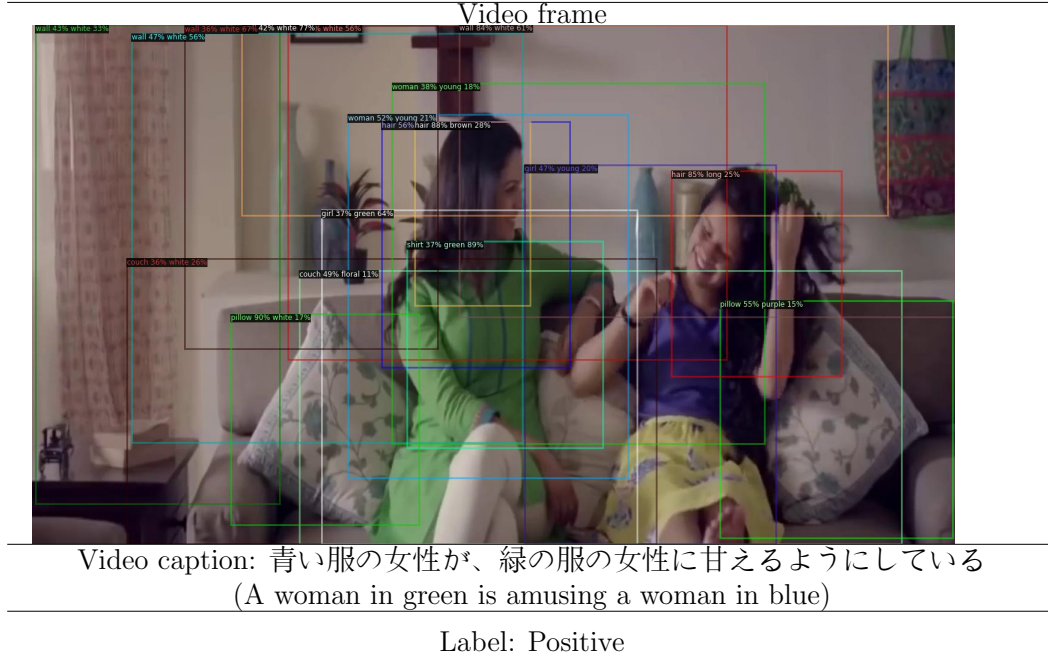 Video frame
wall 43% white 33%
wall 36% white 67%
42% white 77%
% white 56%
wall 84% white 61%
wall 47% white 56%
woman 38% young 18%
woman 52% young 21%
hair 56%
hair 88% brown 28%
girl 47% young 20%
hair 85% long 25%
girl 37% green 64%
shirt 37% green 89%
couch 36% white 26%
couch 49% floral 11%
pillow 55% purple 15%
pillow 90% white 17%
Video caption: 青い服の女性が、緑の服の女性に甘えるようにしている
(A woman in green is amusing a woman in blue)
Label: Positive